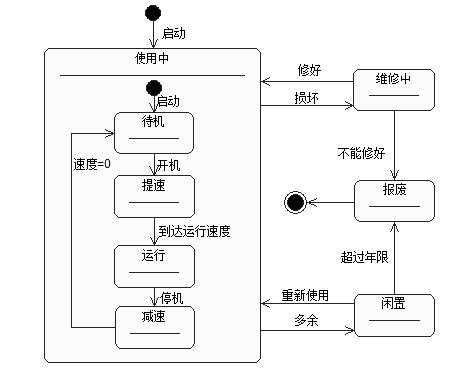 启动
使用中
修好
维修中
启动
损坏
待机
速度=0
开机
不能修好
提速
报废
到达运行速度
运行
超过年限
停机
重新使用
闲置
减速
多余